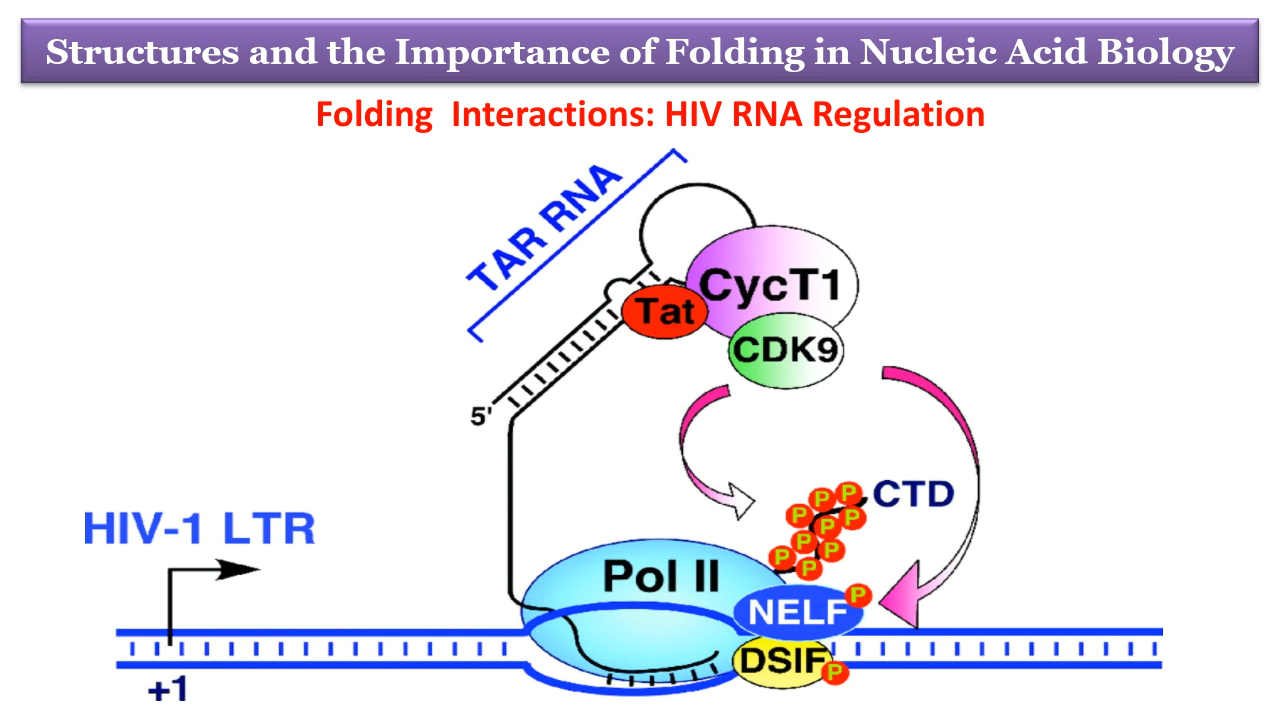 Structures and the Importance of Folding in Nucleic Acid Biology
Folding Interactions: HIV RNA Regulation
TAR RNA
CycT1
Tat
CDK9
5'
CTD
P
P
P
P
P
P
P
P
P
HIV-1 LTR
Pol II
NELF
P
DSIF
P
+1